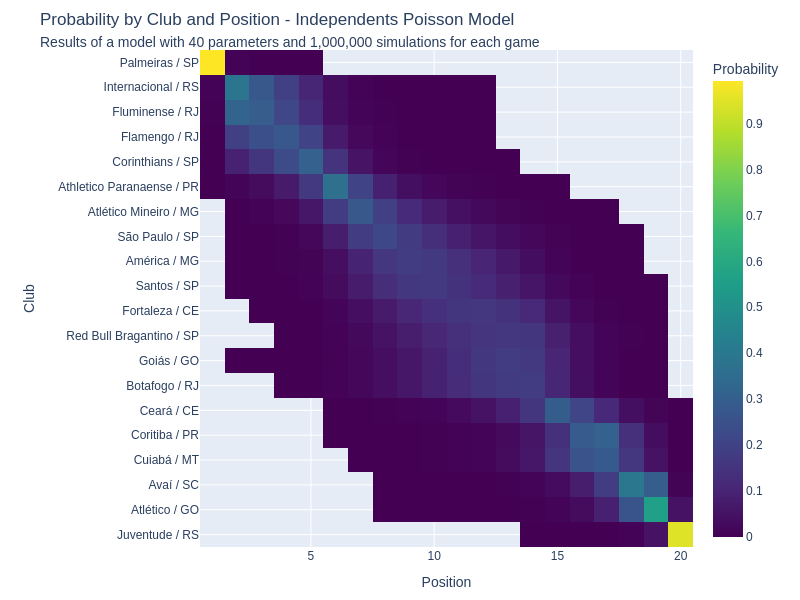 Probability by Club and Position - Independents Poisson Model
Results of a model with 40 parameters and 1,000,000 simulations for each game
Palmeiras / SP
Internacional / RS
Fluminense / RJ
Flamengo / RJ
Corinthians / SP
Athletico Paranaense / PR
Atlético Mineiro / MG
São Paulo / SP
América / MG
Santos / SP
Fortaleza / CE
Red Bull Bragantino / SP
Goiás / GO
Botafogo / RJ
Ceará / CE
Coritiba / PR
Cuiabá / MT
Avaí / SC
Atlético / GO
Juventude / RS
Club
5
10
15
20
Position
Probability
0.9
0.8
0.7
0.6
0.5
0.4
0.3
0.2
0.1
0